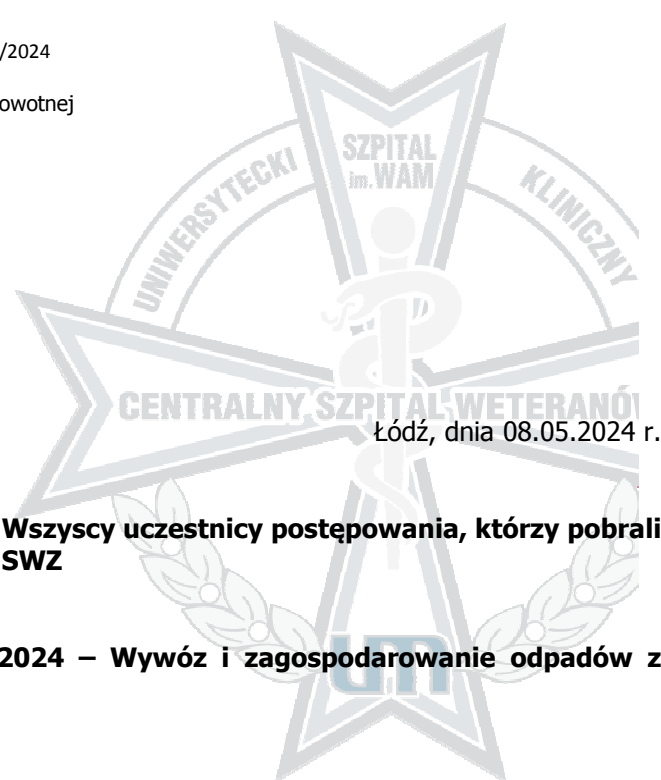 /2024
owotnej
SZPITAL
im. WAM
UNIWERSYTECKI
KLINICZNY
CENTRALNY SZPITAL WETERANÓW
Łódź, dnia 08.05.2024 r.
Wszyscy uczestnicy postępowania, którzy pobrali
SWZ
2024 – Wywóz i zagospodarowanie odpadów z
um